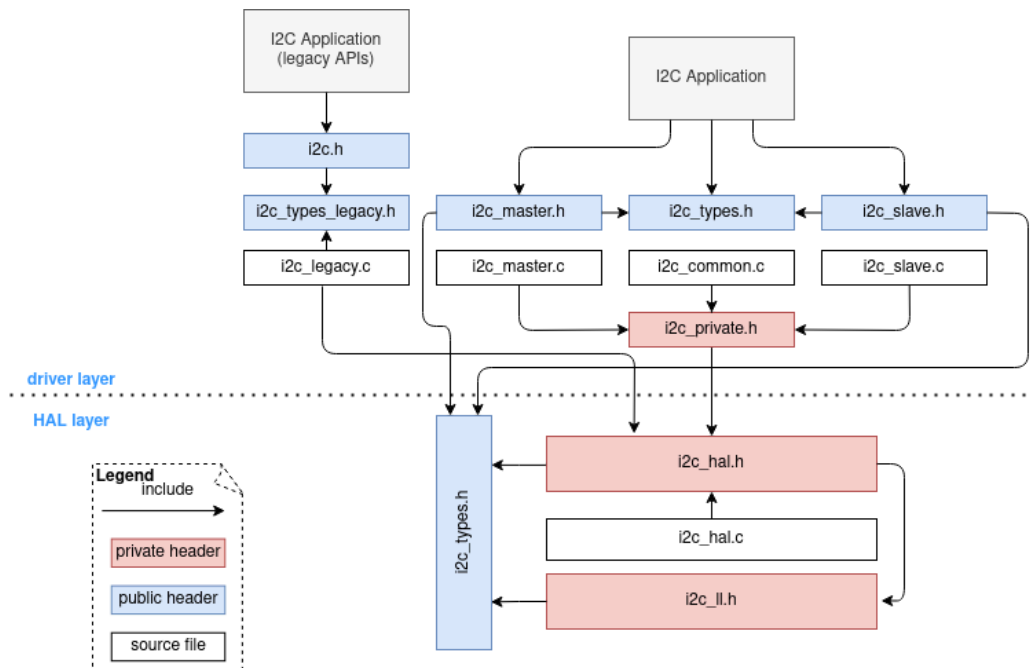 I2C Application
(legacy APIs)
I2C Application
i2c.h
i2c_types_legacy.h
i2c_master.h
i2c_types.h
i2c_slave.h
i2c_legacy.c
i2c_master.c
i2c_common.c
i2c_slave.c
i2c_private.h
driver layer
HAL layer
i2c_types.h
i2c_hal.h
i2c_hal.c
i2c_ll.h
Legend
include
private header
public header
source file